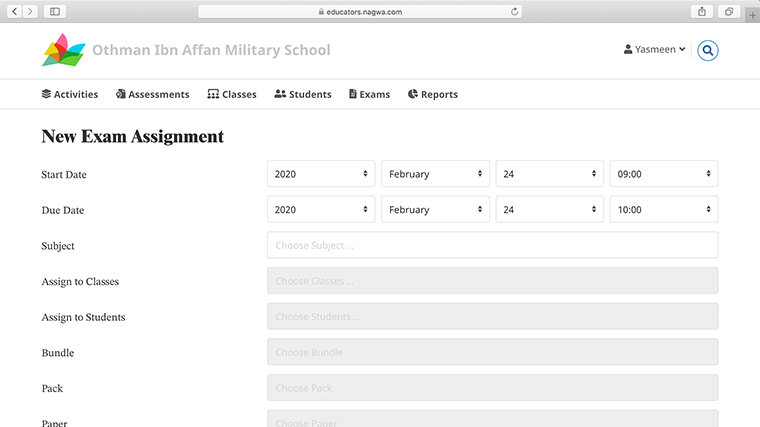 educators.nagwa.com
Othman Ibn Affan Military School
Yasmeen
Activities Assessments Classes Students Exams Reports
New Exam Assignment
Start Date 2020 February 24 09:00
Due Date 2020 February 24 10:00
Subject Choose Subject ...
Assign to Classes Choose Classes ...
Assign to Students Choose Students ...
Bundle Choose Bundle
Pack Choose Pack
Paper Choose Paper